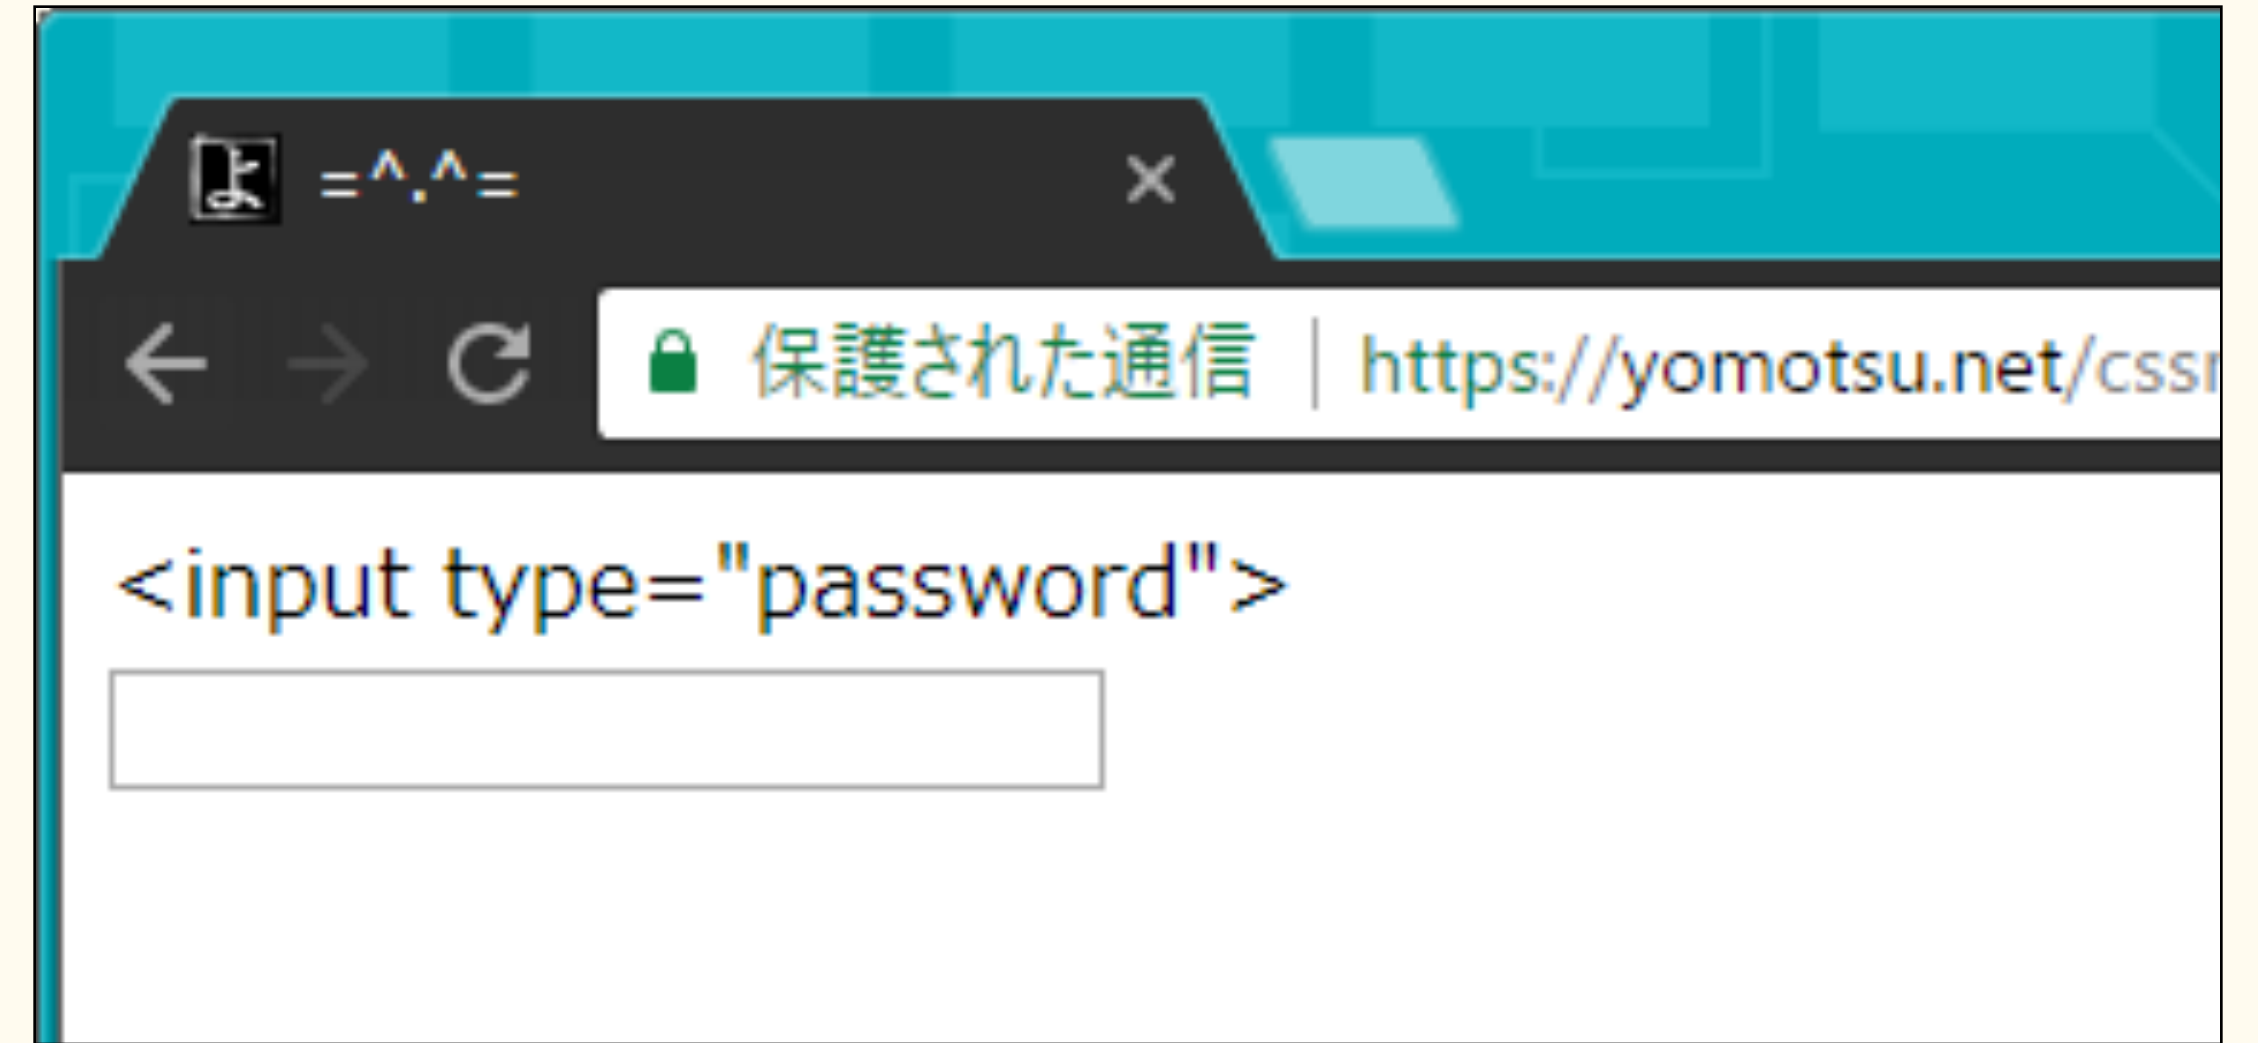 よ =^.^=
保護された通信 https://yomotsu.net/css
<input type="password">